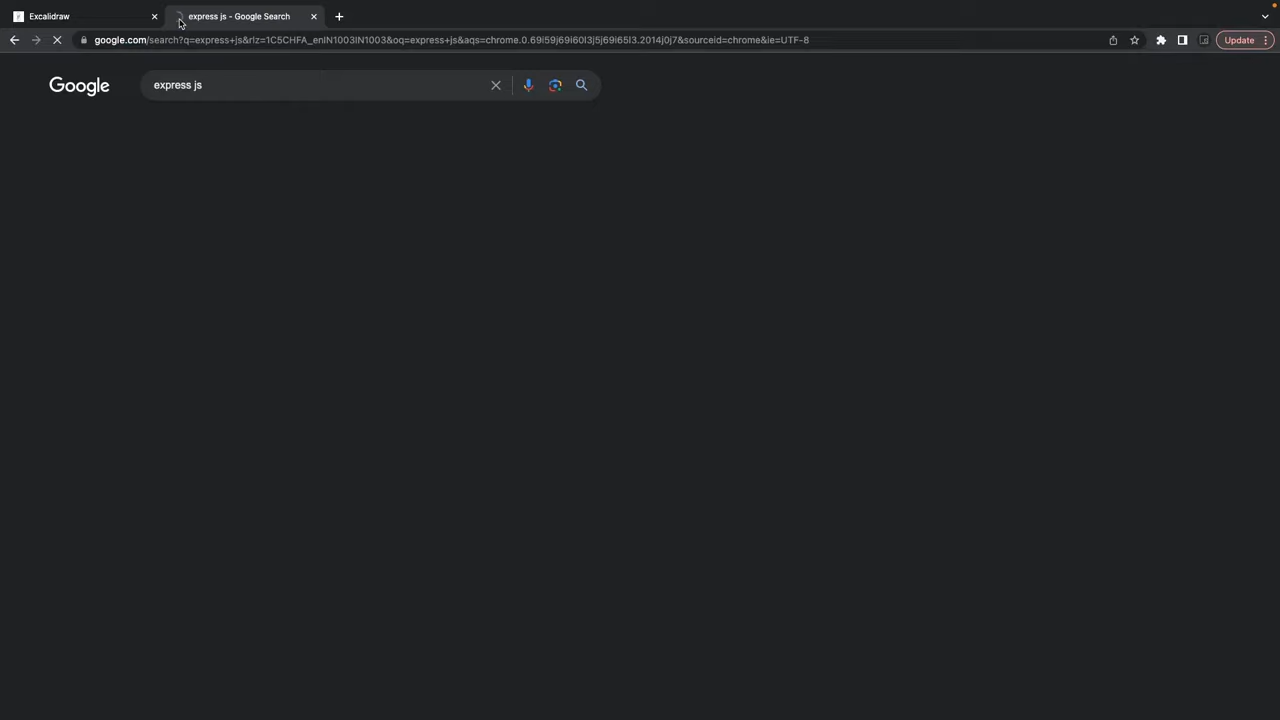 Excalidraw
express js - Google Search
google.com/search?q=express+js&rlz=1C5CHFA_enIN1003IN1003&oq=express+js&aqs=chrome.0.69i59j69i60l3j5j69i65l3.2014j0j7&sourceid=chrome&ie=UTF-8
Update
Google
express js